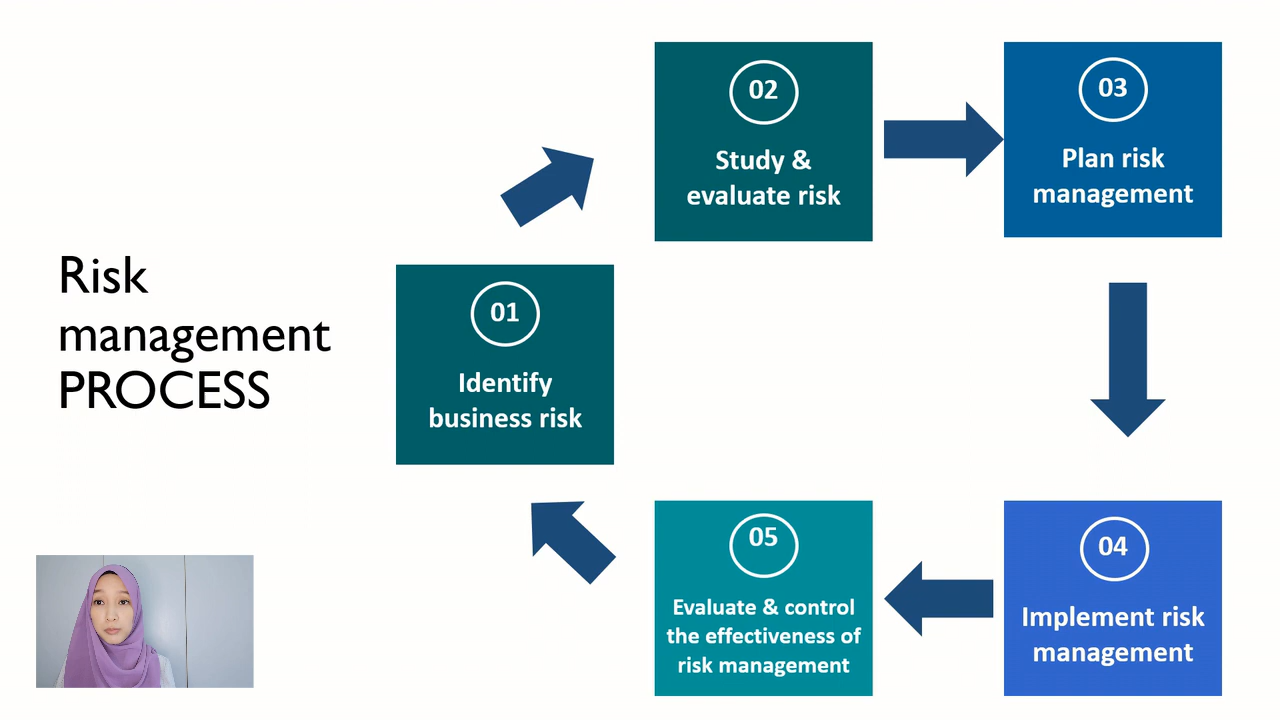 Risk
management
PROCESS
01
Identify
business risk
02
Study &
evaluate risk
03
Plan risk
management
04
Implement risk
management
05
Evaluate & control
the effectiveness of
risk management